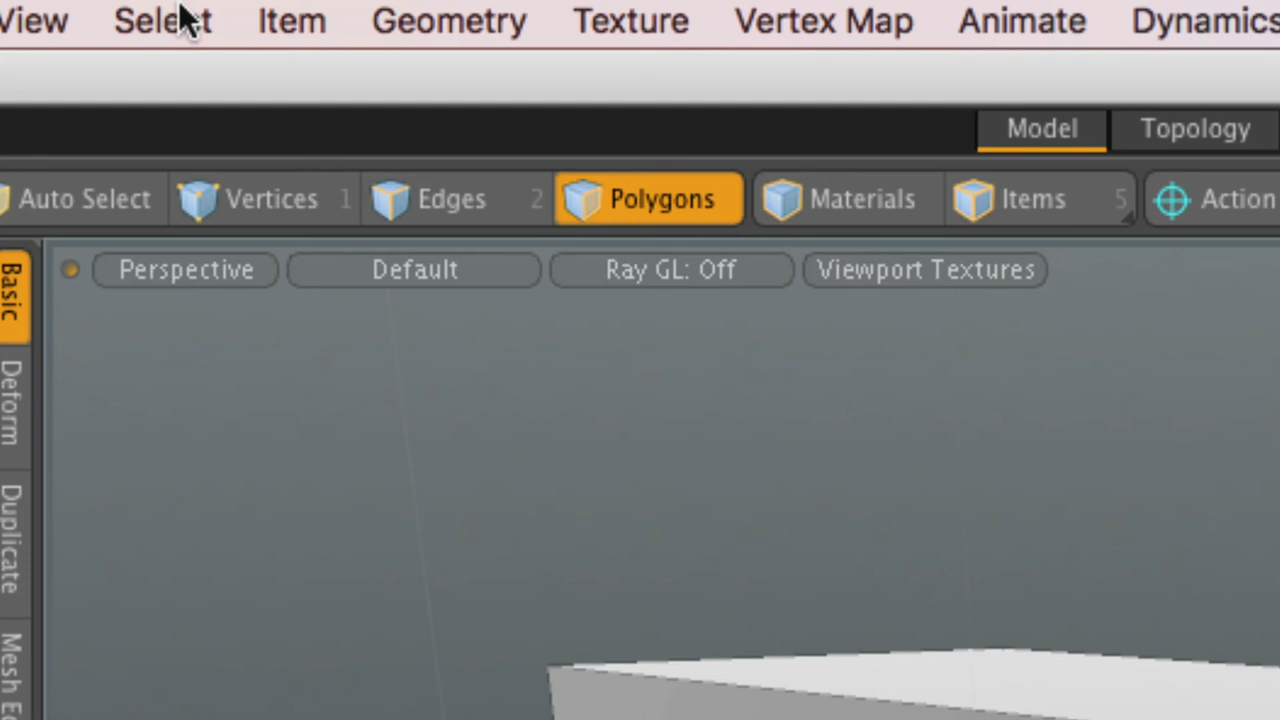 View Select Item Geometry Texture Vertex Map Animate Dynamics
Model Topology
Auto Select Vertices 1 Edges 2 Polygons Materials Items 5 Action
Perspective Default Ray GL: Off Viewport Textures
Basic
Deform
Duplicate
Mesh